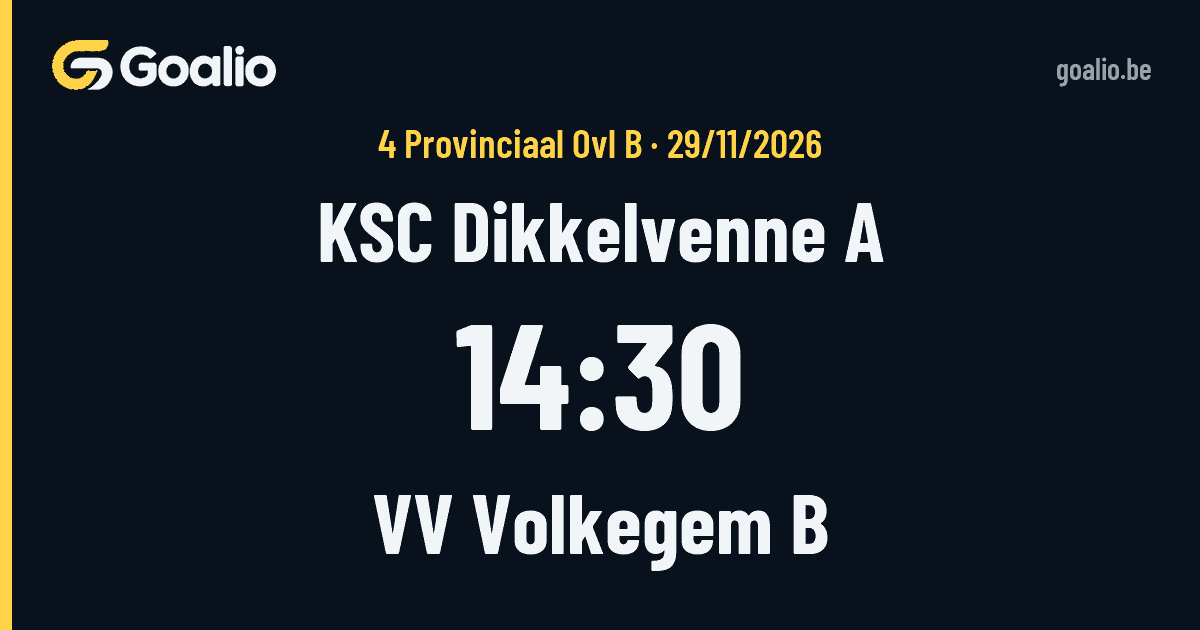 Goalio
goalio.be
4 Provinciaal Ovl B · 29/11/2026
KSC Dikkelvenne A
14:30
VV Volkegem B